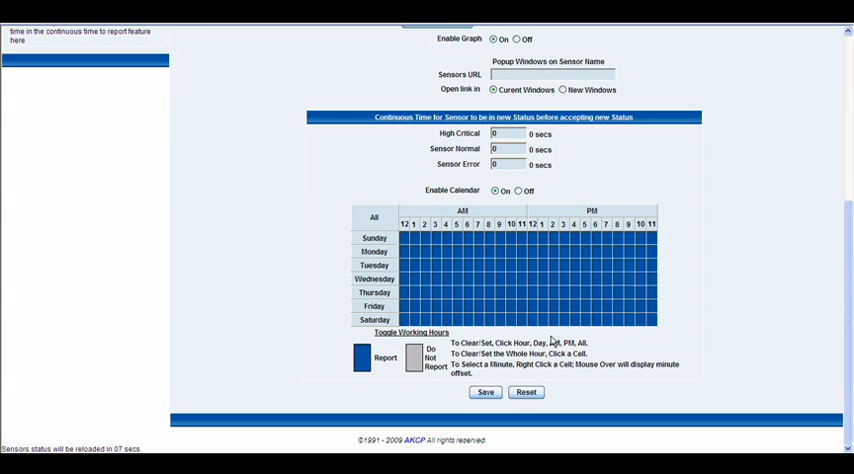 time in the continuous time to report feature
here
Enable Graph On Off
Popup Windows on Sensor Name
Sensors URL
Open link in Curent Windows New Windows
Continuous Time for Sensor to be in new Status before accepting new Status
High Critical 0 0 secs
Sensor Normal 0 0 secs
Sensor Error 0 0 secs
Enable Calendar On Off
All AM PM
12 1 2 3 4 5 6 7 8 9 10 11 12 1 2 3 4 5 6 7 8 9 10 11
Sunday
Monday
Tuesday
Wednesday
Thursday
Friday
Saturday
Toggle Working Hours
Report
Do
Not
Report
To Clear/Set, Click Hour, Day, PM, All.
To Clear/Set the Whole Hour, Click a Cell.
To Select a Minute, Right Click a Cell; Mouse Over will display minute
offset.
Save Reset
©1991 - 2009 AKCP All rights reserved.
Sensors status will be reloaded in 07 secs